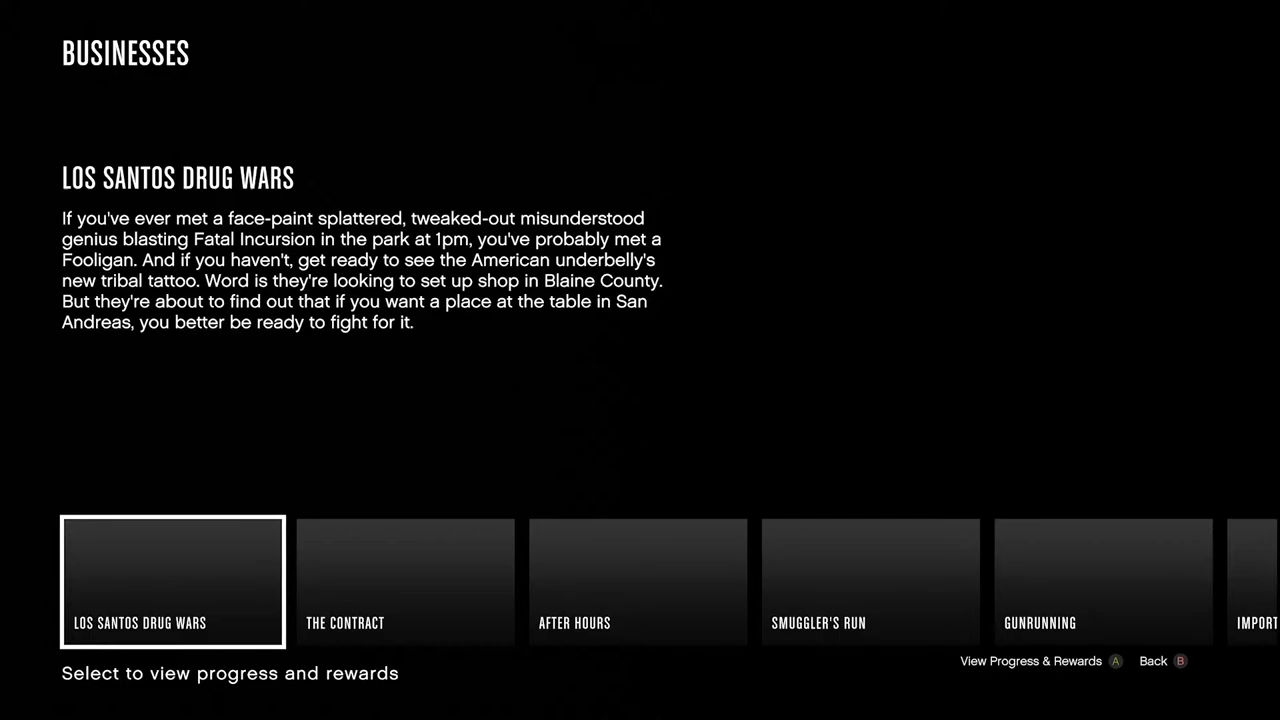 BUSINESSES
LOS SANTOS DRUG WARS
If you've ever met a face-paint splattered, tweaked-out misunderstood
genius blasting Fatal Incursion in the park at 1pm, you've probably met a
Fooligan. And if you haven't, get ready to see the American underbelly's
new tribal tattoo. Word is they're looking to set up shop in Blaine County.
But they're about to find out that if you want a place at the table in San
Andreas, you better be ready to fight for it.
LOS SANTOS DRUG WARS
THE CONTRACT
AFTER HOURS
SMUGGLER'S RUN
GUNRUNNING
IMPORT
View Progress & Rewards A Back B
Select to view progress and rewards